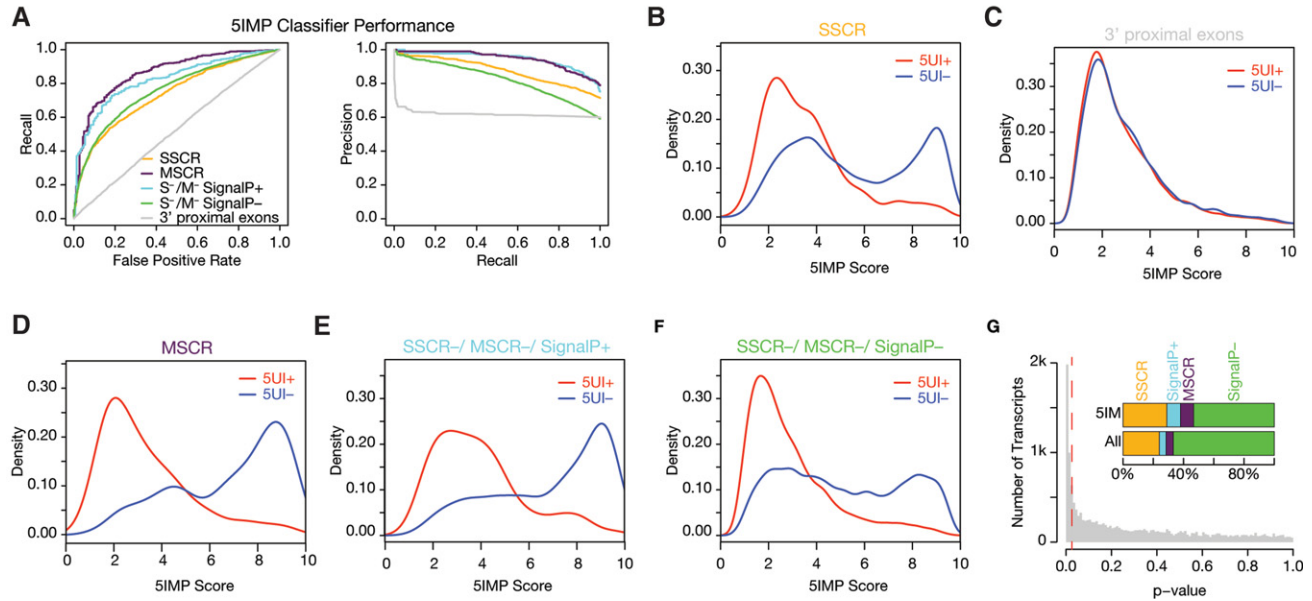 A
5IMP Classifier Performance
Recall
1.0
0.8
0.6
0.4
0.2
0.0
SSCR
MSCR
S⁻/M⁻ SignalP+
S⁻/M⁻ SignalP−
3' proximal exons
0.0 0.2 0.4 0.6 0.8 1.0
False Positive Rate
Precision
1.0
0.8
0.6
0.4
0.2
0.0
0.0 0.2 0.4 0.6 0.8 1.0
Recall
B
SSCR
5UI+
5UI−
Density
0.30
0.20
0.10
0.00
0 2 4 6 8 10
5IMP Score
C
3' proximal exons
5UI+
5UI−
Density
0.30
0.20
0.10
0.00
0 2 4 6 8 10
5IMP Score
D
MSCR
5UI+
5UI−
Density
0.30
0.20
0.10
0.00
0 2 4 6 8 10
5IMP Score
E
SSCR−/ MSCR−/ SignalP+
5UI+
5UI−
Density
0.30
0.20
0.10
0.00
0 2 4 6 8 10
5IMP Score
F
SSCR−/ MSCR−/ SignalP−
5UI+
5UI−
Density
0.30
0.20
0.10
0.00
0 2 4 6 8 10
5IMP Score
G
Number of Transcripts
2k
1k
0
SSCR
SignalP+
MSCR
SignalP−
5IM
All
0% 40% 80%
0.0 0.2 0.4 0.6 0.8 1.0
p−value